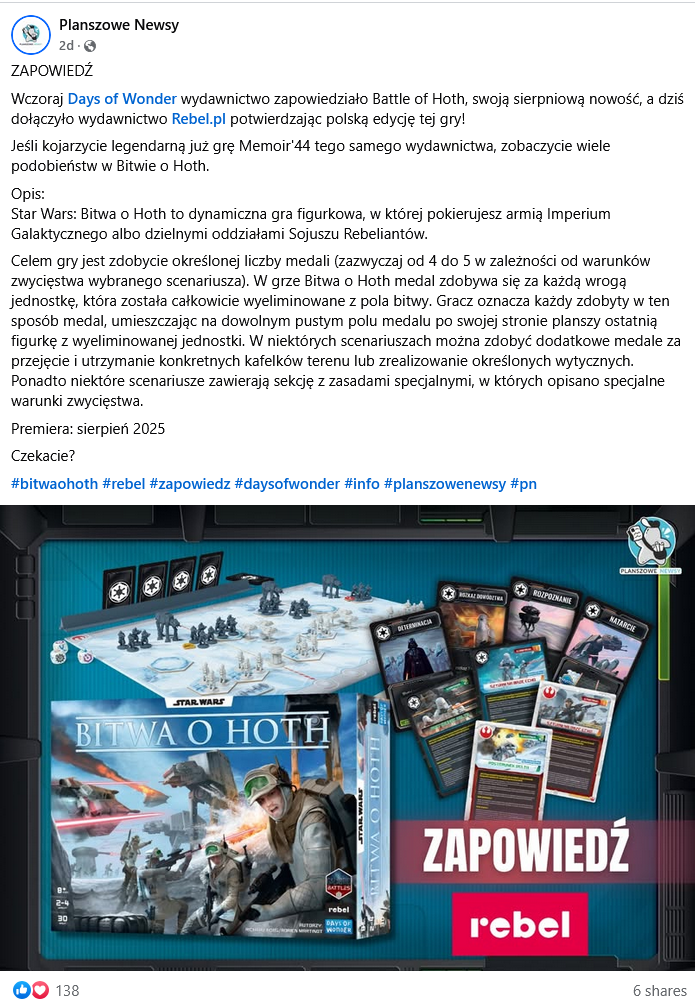 Planszowe Newsy
2d
ZAPOWIEDŹ
Wczoraj Days of Wonder wydawnictwo zapowiedziało Battle of Hoth, swoją sierpniową nowość, a dziś
dołączyło wydawnictwo Rebel.pl potwierdzając polską edycję tej gry!
Jeśli kojarzycie legendarną już grę Memoir'44 tego samego wydawnictwa, zobaczycie wiele
podobieństw w Bitwie o Hoth.
Opis:
Star Wars: Bitwa o Hoth to dynamiczna gra figurkowa, w której pokierujesz armią Imperium
Galaktycznego albo dzielnymi oddziałami Sojuszu Rebeliantów.
Celem gry jest zdobycie określonej liczby medali (zazwyczaj od 4 do 5 w zależności od warunków
zwycięstwa wybranego scenariusza). W grze Bitwa o Hoth medal zdobywa się za każdą wrogą
jednostkę, która została całkowicie wyeliminowane z pola bitwy. Gracz oznacza każdy zdobyty w ten
sposób medal, umieszczając na dowolnym pustym polu medalu po swojej stronie planszy ostatnią
figurkę z wyeliminowanej jednostki. W niektórych scenariuszach można zdobyć dodatkowe medale za
przejęcie i utrzymanie konkretnych kafelków terenu lub zrealizowanie określonych wytycznych.
Ponadto niektóre scenariusze zawierają sekcję z zasadami specjalnymi, w których opisano specjalne
warunki zwycięstwa.
Premiera: sierpień 2025
Czekacie?
#bitwaohoth #rebel #zapowiedz #daysofwonder #info #planszowenewsy #pn
PLANSZOWE NEWSY
DETERMINACJA
ROZKAZ DOWÓDZTWA
ROZPOZNANIE
NATARCIE
STAR WARS
BITWA O HOTH
STAR WARS
BITWA O HOTH
rebel
8+
2-4
30
BATTLES
rebel
DAYS OF WONDER
AUTORZY
ZAPOWIEDŹ
rebel
138
6 shares